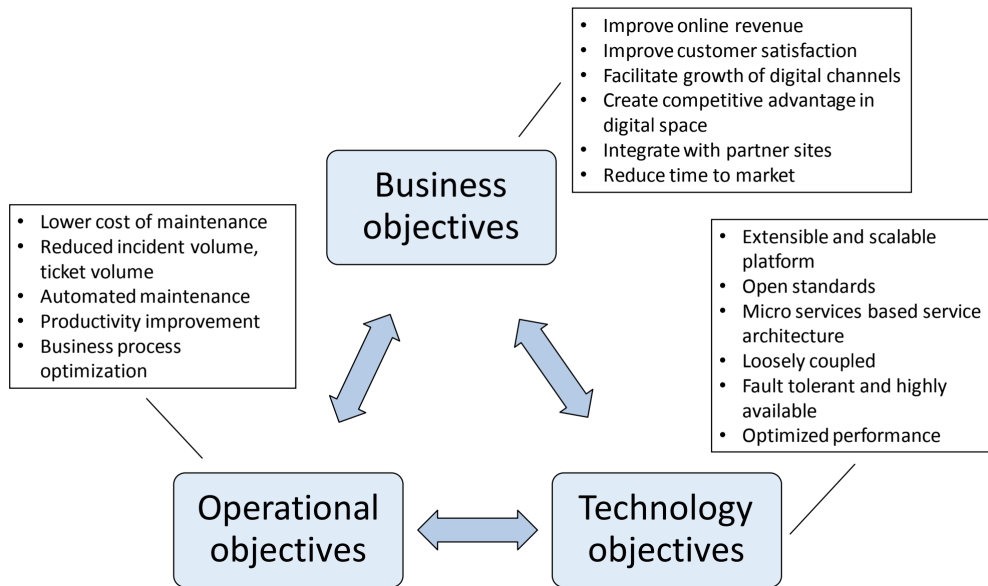 • Improve online revenue
• Improve customer satisfaction
• Facilitate growth of digital channels
• Create competitive advantage in
digital space
• Integrate with partner sites
• Reduce time to market
Business
objectives
• Lower cost of maintenance
• Reduced incident volume,
ticket volume
• Automated maintenance
• Productivity improvement
• Business process
optimization
• Extensible and scalable
platform
• Open standards
• Micro services based service
architecture
• Loosely coupled
• Fault tolerant and highly
available
• Optimized performance
Operational
objectives
Technology
objectives